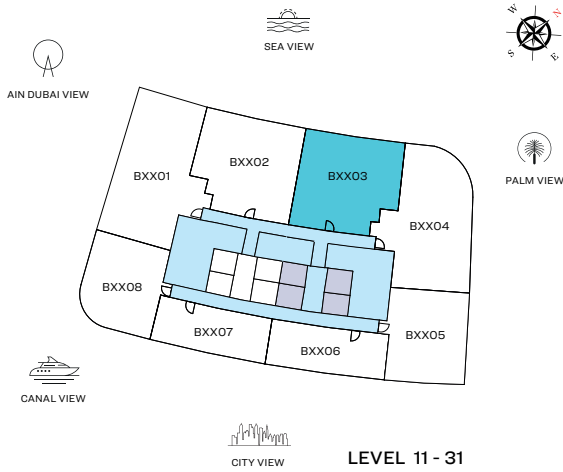 W
N
S
E
SEA VIEW
AIN DUBAI VIEW
BXX01
BXX02
BXX03
PALM VIEW
BXX04
BXX08
BXX07
BXX06
BXX05
CANAL VIEW
CITY VIEW
LEVEL 11 - 31